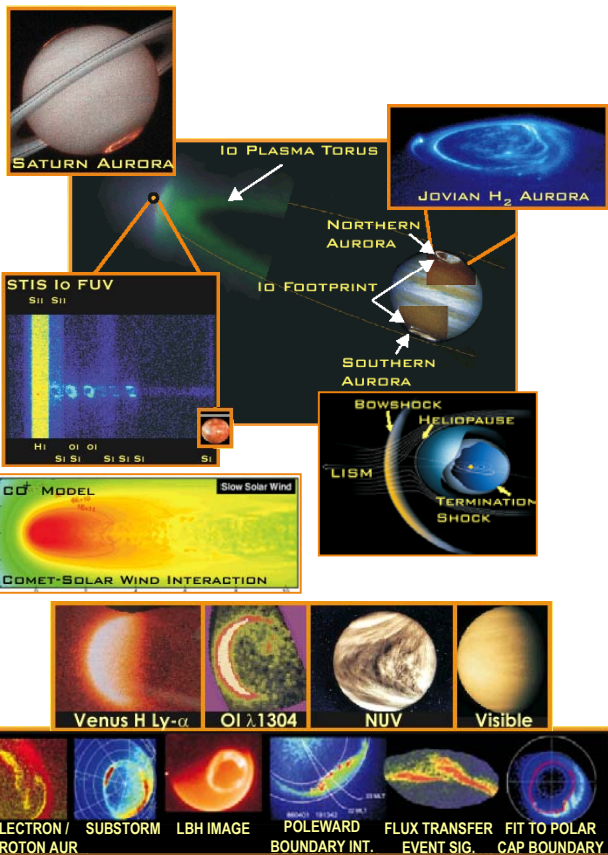 SATURN AURORA
IO PLASMA TORUS
JOVIAN H2 AURORA
NORTHERN
AURORA
IO FOOTPRINT
SOUTHERN
AURORA
STIS IO FUV
SII SII
HI OI OI
SI SI SI SI SI SI
BOWSHOCK
HELIOPAUSE
LISM
TERMINATION
SHOCK
CO+ MODEL
Slow Solar Wind
COMET-SOLAR WIND INTERACTION
Venus H Ly-α
OI λ1304
NUV
Visible
LECTRON /
ROTON AUR
SUBSTORM
LBH IMAGE
POLEWARD
BOUNDARY INT.
FLUX TRANSFER
EVENT SIG.
FIT TO POLAR
CAP BOUNDARY